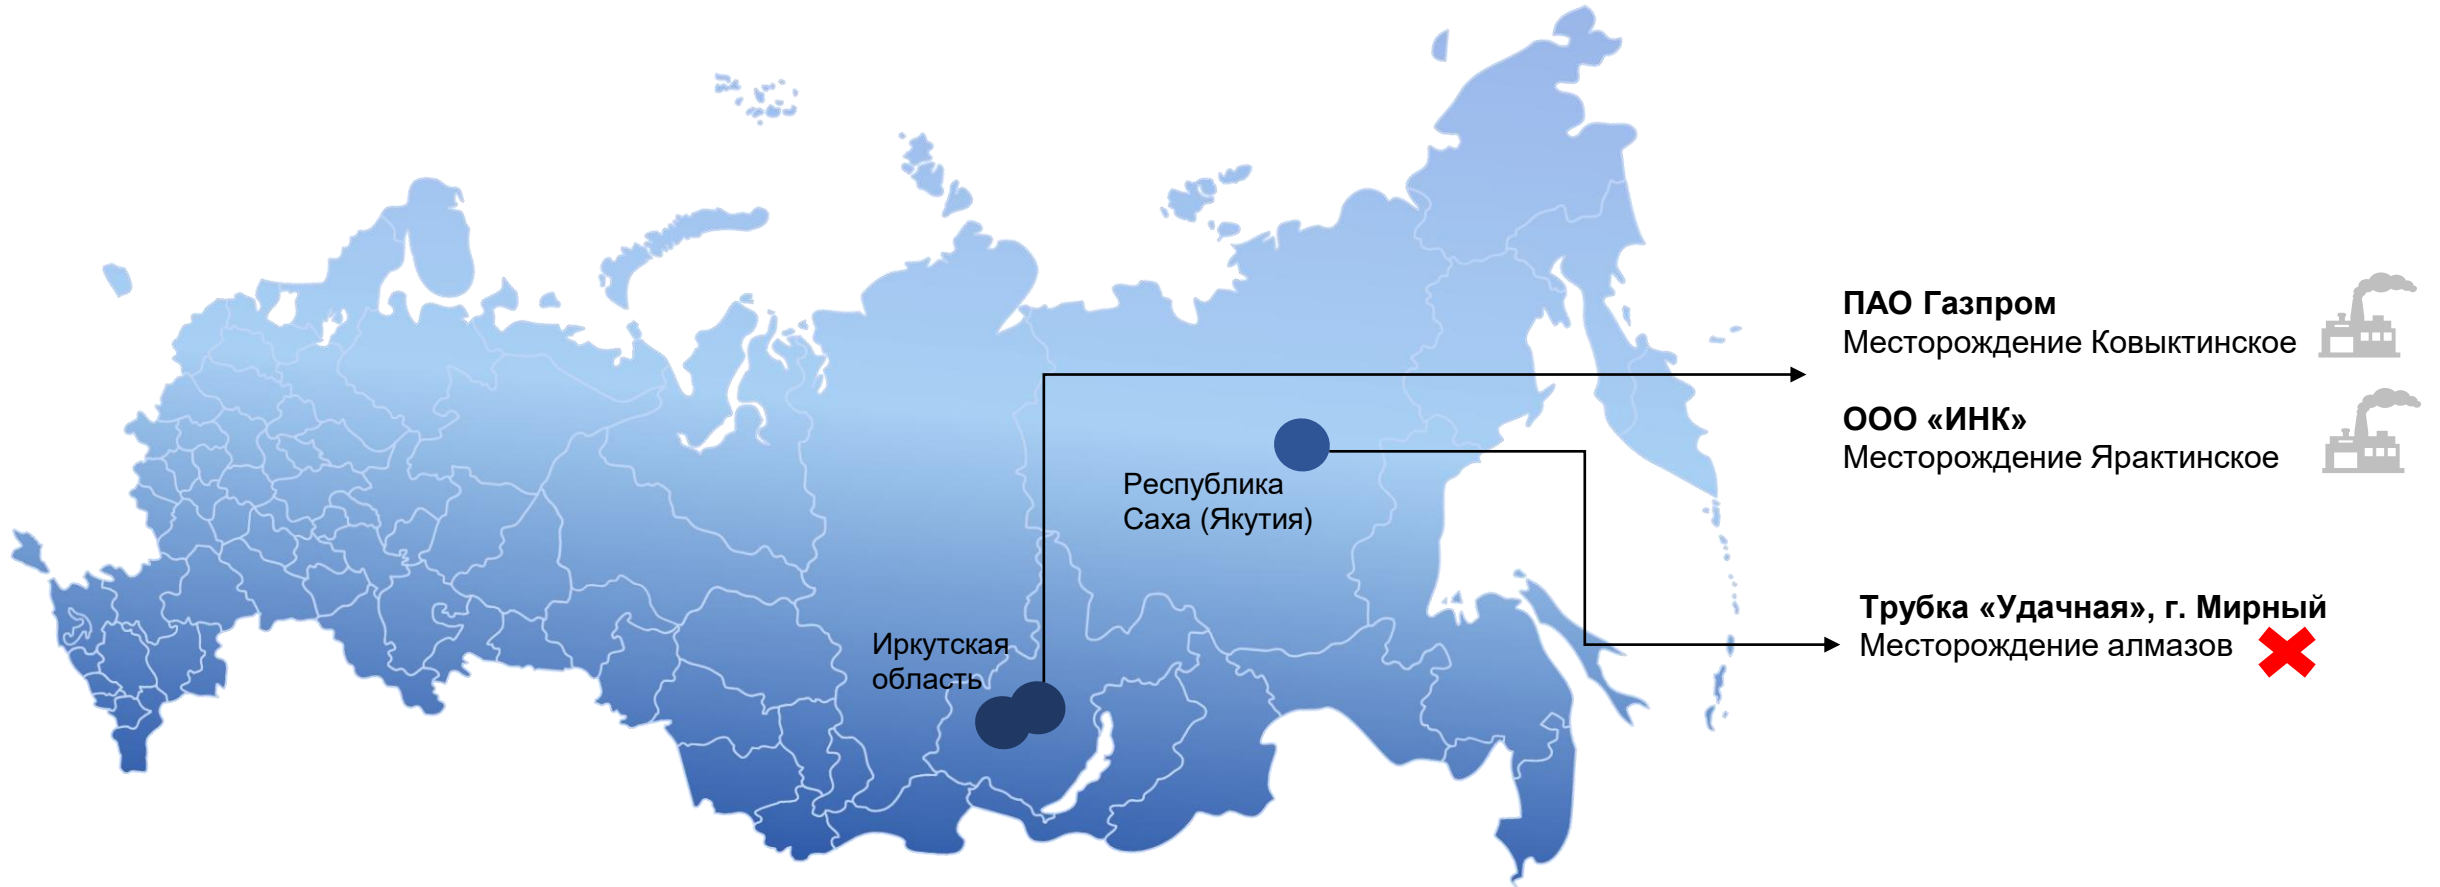 ПАО Газпром
Месторождение Ковыктинское
ООО «ИНК»
Месторождение Ярактинское
Республика
Саха (Якутия)
Трубка «Удачная», г. Мирный
Месторождение алмазов
Иркутская
область